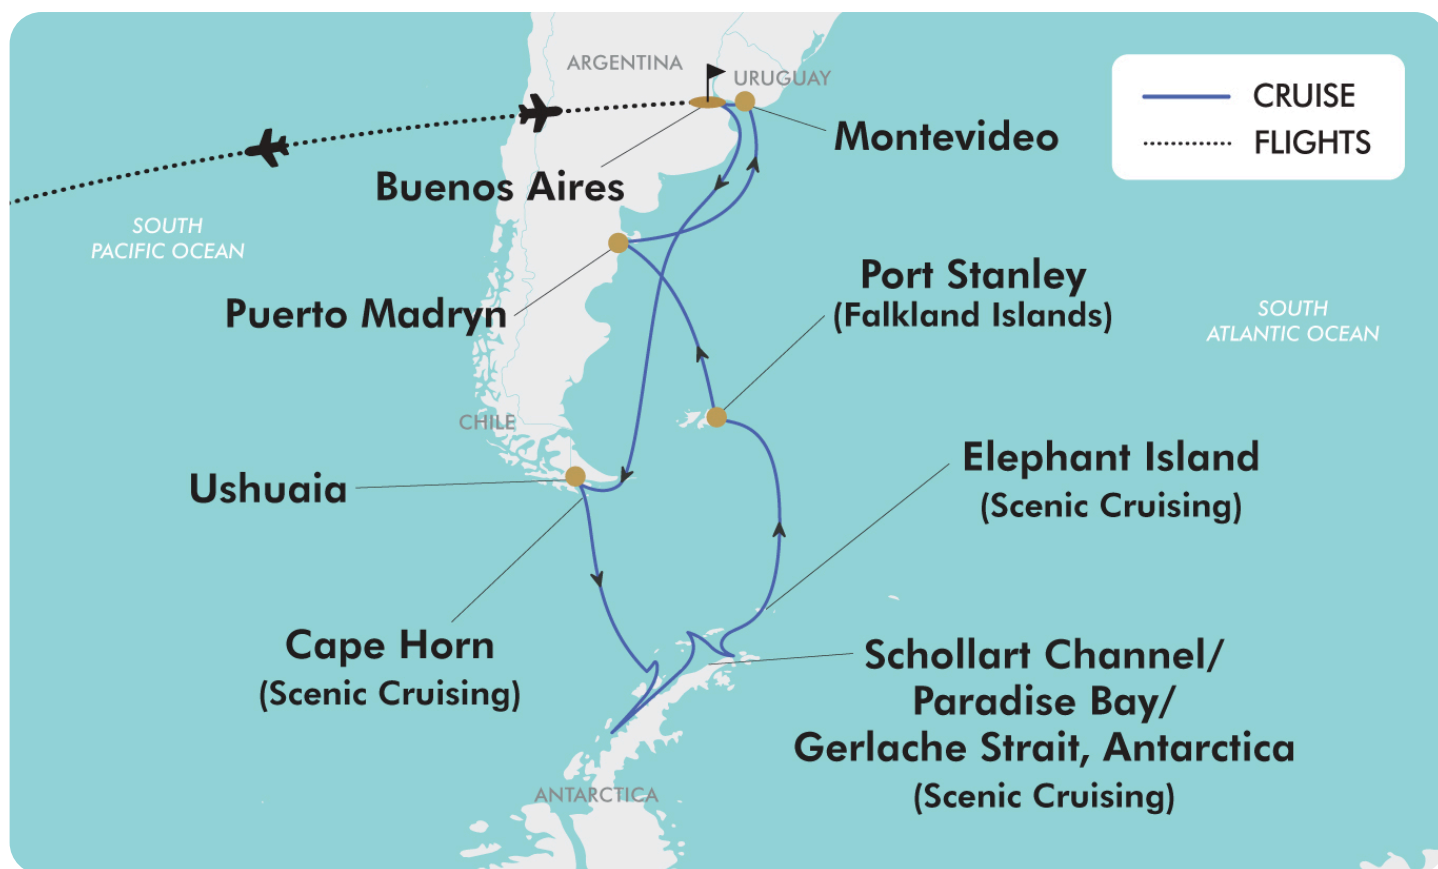 ARGENTINA
URUGUAY
CRUISE
FLIGHTS
Montevideo
Buenos Aires
SOUTH
PACIFIC OCEAN
Port Stanley
(Falkland Islands)
Puerto Madryn
SOUTH
ATLANTIC OCEAN
CHILE
Elephant Island
(Scenic Cruising)
Ushuaia
Cape Horn
(Scenic Cruising)
Schollart Channel/
Paradise Bay/
Gerlache Strait, Antarctica
(Scenic Cruising)
ANTARCTICA